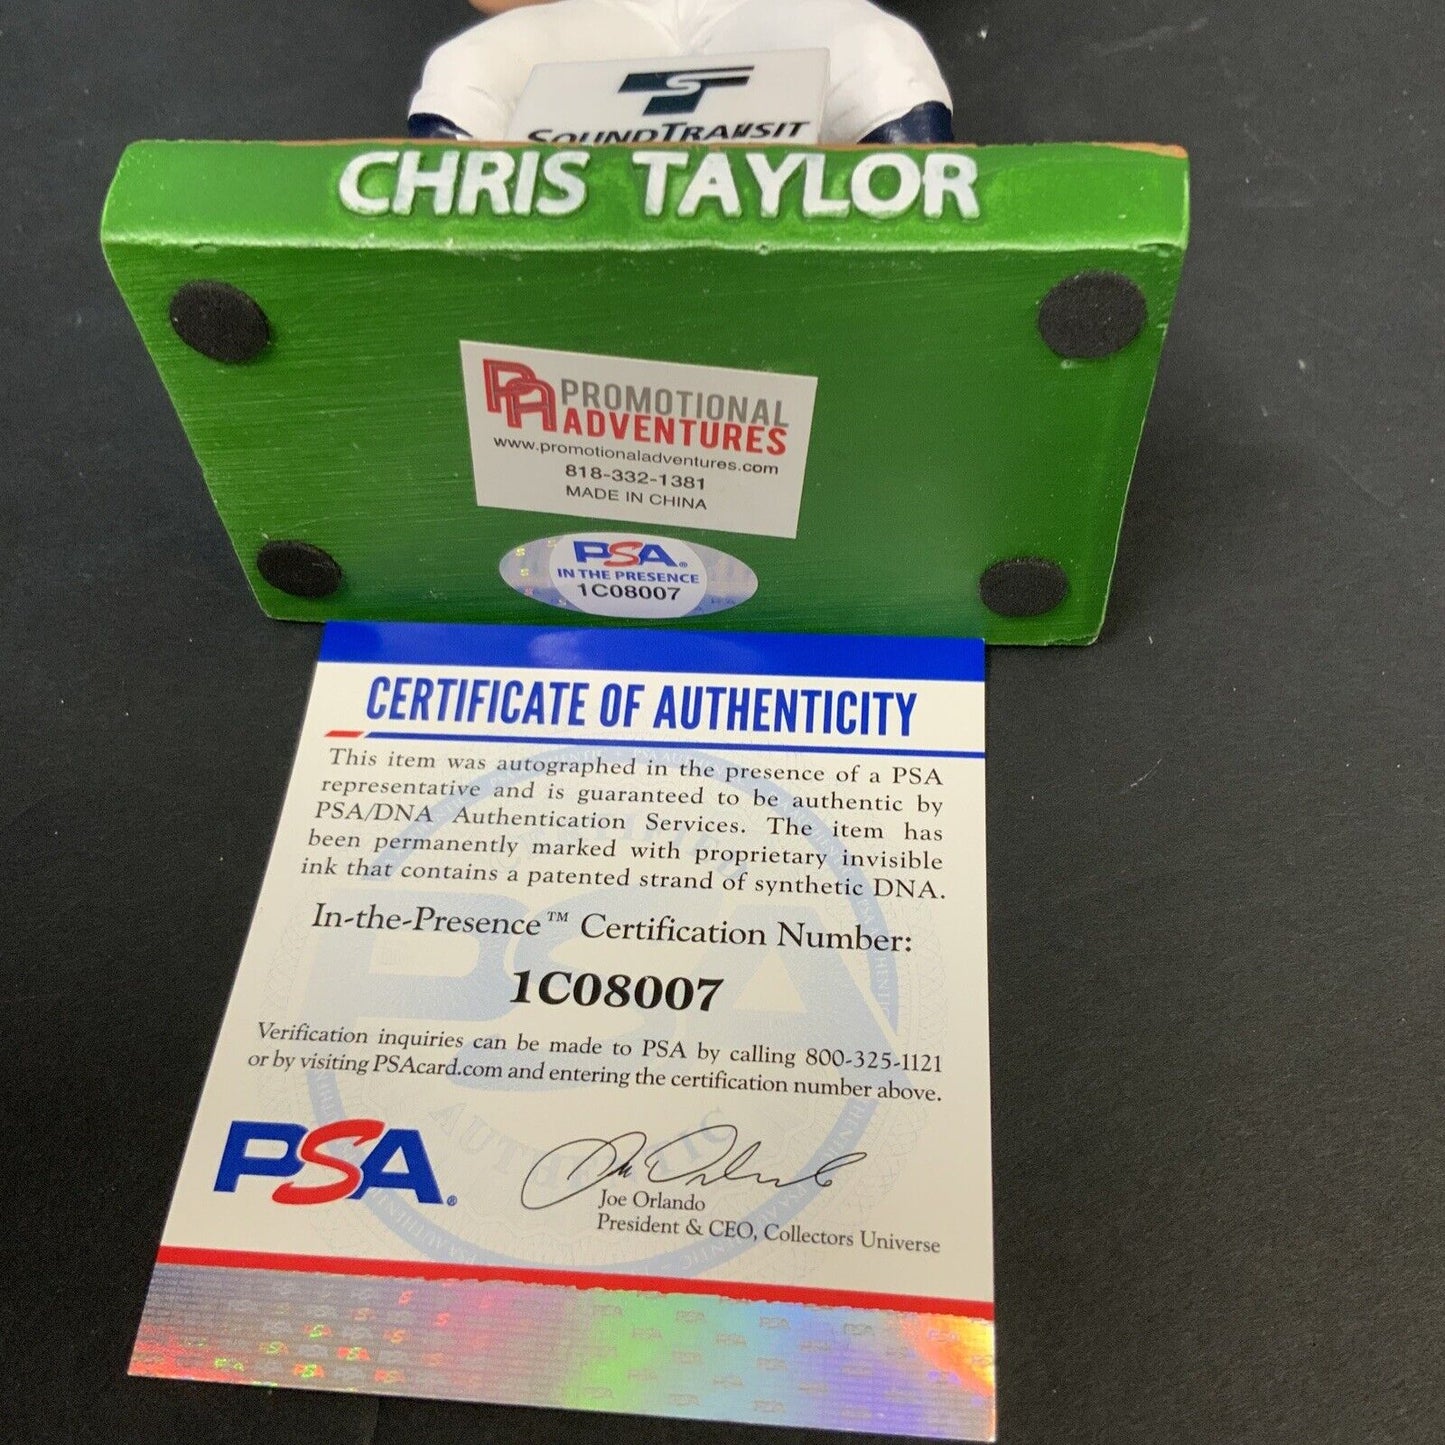 SOUNDTRANSIT
CHRIS TAYLOR
PA PROMOTIONAL
ADVENTURES
www.promotionaladventures.com
818-332-1381
MADE IN CHINA
PSA®
IN THE PRESENCE
1C08007
CERTIFICATE OF AUTHENTICITY
This item was autographed in the presence of a PSA
representative and is guaranteed to be authentic by
PSA/DNA Authentication Services. The item has
been permanently marked with proprietary invisible
ink that contains a patented strand of synthetic DNA.
In-the-Presence™ Certification Number:
1C08007
Verification inquiries can be made to PSA by calling 800-325-1121
or by visiting PSAcard.com and entering the certification number above.
PSA®
Joe Orlando
President & CEO, Collectors Universe